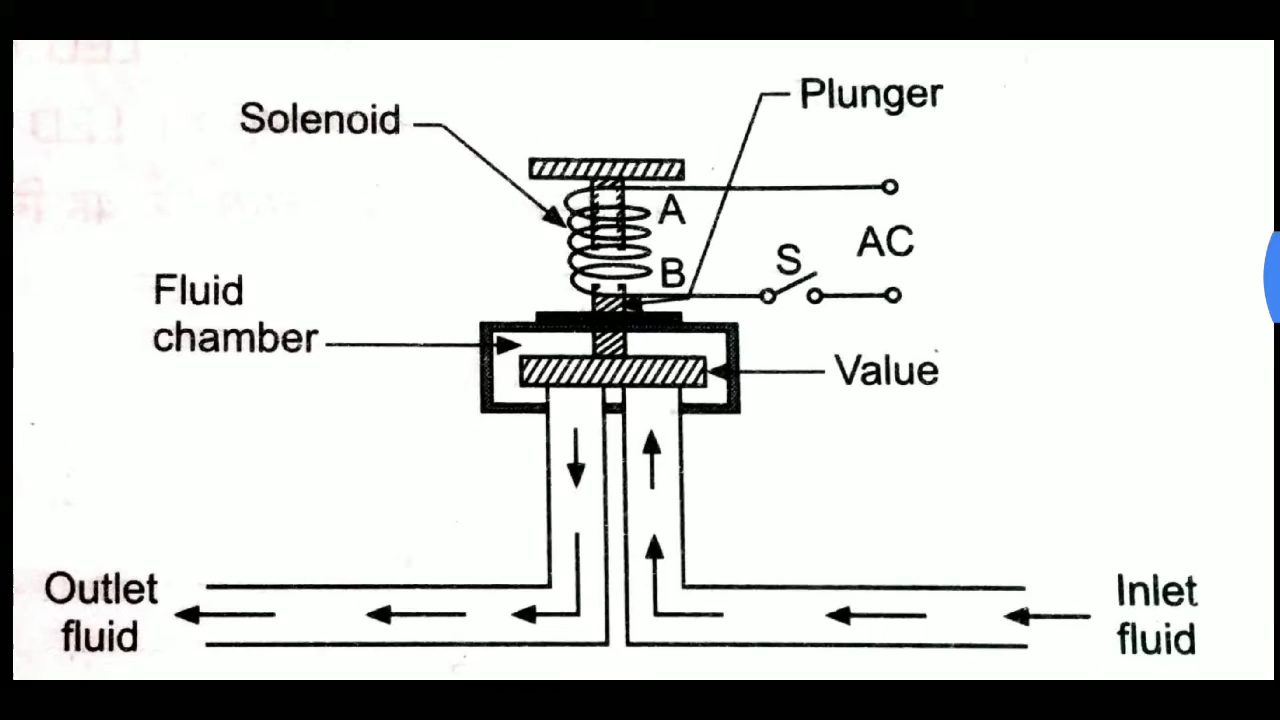 Solenoid
Plunger
A
B
S
AC
Fluid
chamber
Value
Outlet
fluid
Inlet
fluid